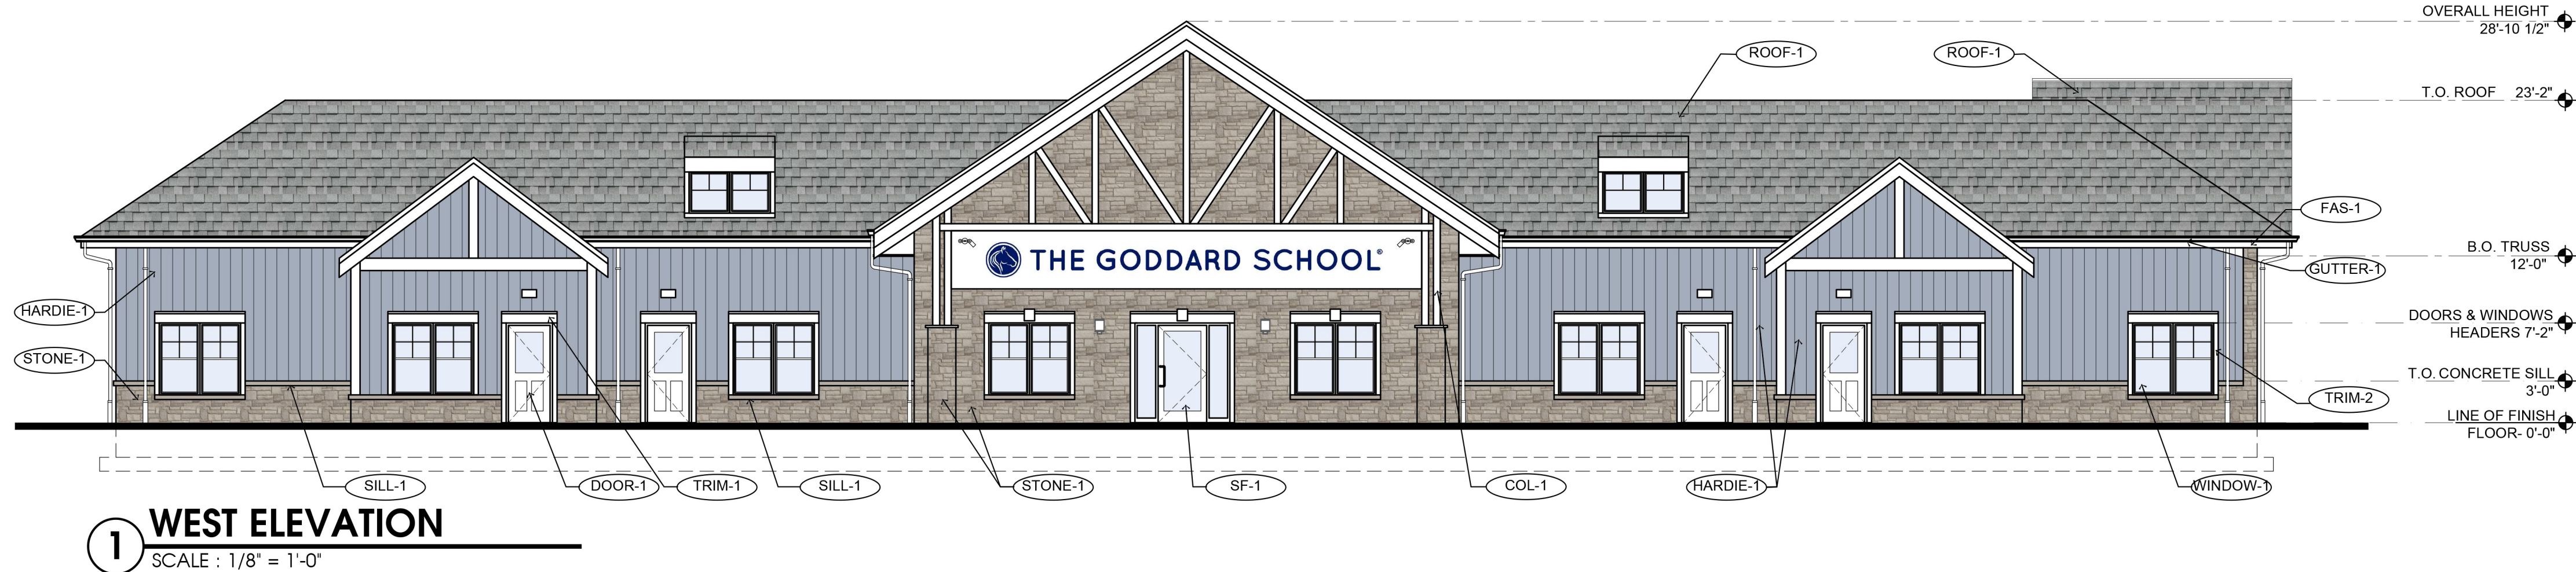 OVERALL HEIGHT
28'-10 1/2"
ROOF-1
ROOF-1
T.O. ROOF 23'-2"
FAS-1
B.O. TRUSS
12'-0"
THE GODDARD SCHOOL®
GUTTER-1
HARDIE-1
DOORS & WINDOWS
HEADERS 7'-2"
STONE-1
T.O. CONCRETE SILL
3'-0"
TRIM-2
LINE OF FINISH
FLOOR- 0'-0"
SILL-1
DOOR-1
TRIM-1
SILL-1
STONE-1
SF-1
COL-1
HARDIE-1
WINDOW-1
1
WEST ELEVATION
SCALE : 1/8" = 1'-0"